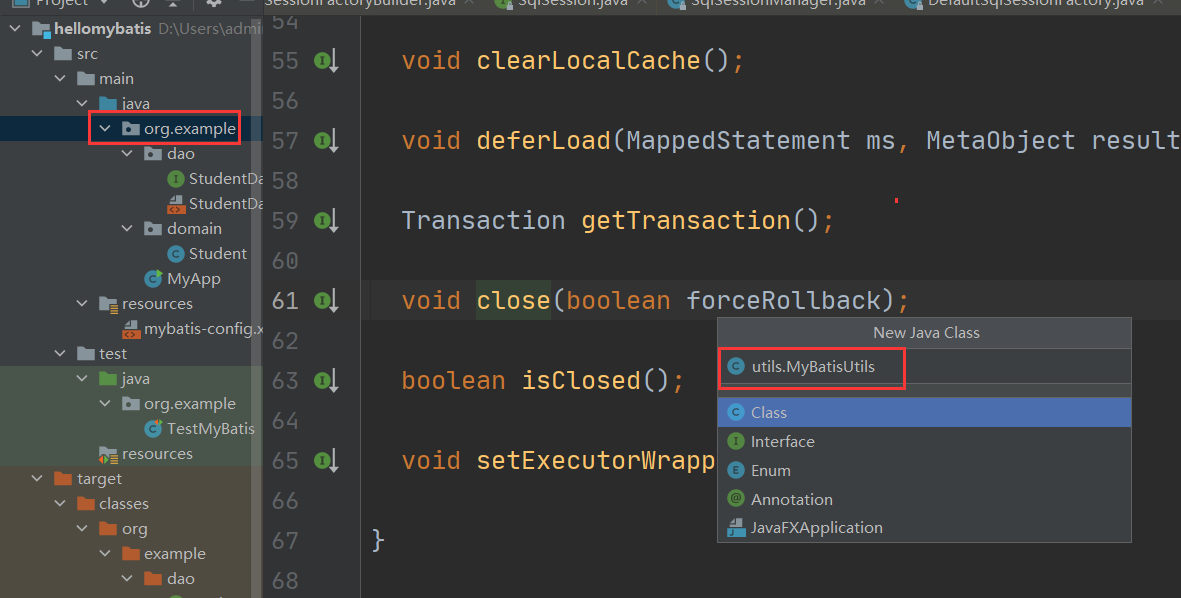 Project
SessionFactoryBuilder.java
SqlSession.java
SqlSessionManager.java
DefaultSqlSessionFactory.java
hellomybatis D:\Users\admi
src
main
java
org.example
dao
StudentDa
StudentDa
domain
Student
MyApp
resources
mybatis-config.x
test
java
org.example
TestMyBatis
resources
target
classes
org
example
dao
54
55 void clearLocalCache();
56
57 void deferLoad(MappedStatement ms, MetaObject result
58
59 Transaction getTransaction();
60
61 void close(boolean forceRollback);
62
63 boolean isClosed();
64
65 void setExecutorWrapp
66
67 }
68
New Java Class
utils.MyBatisUtils
Class
Interface
Enum
Annotation
JavaFXApplication